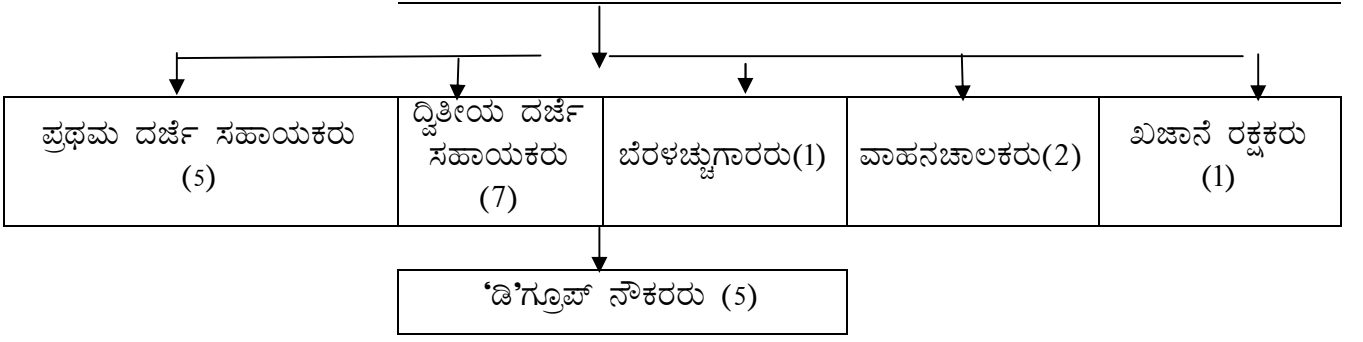 ಪ್ರಥಮ ದರ್ಜೆ ಸಹಾಯಕರು
(5)
ದ್ವಿತೀಯ ದರ್ಜೆ
ಸಹಾಯಕರು
(7)
ಬೆರಳಚ್ಚುಗಾರರು(1)
ವಾಹನಚಾಲಕರು(2)
ಖಜಾನೆ ರಕ್ಷಕರು
(1)
‘ಡಿ’ಗ್ರೂಪ್ ನೌಕರರು (5)